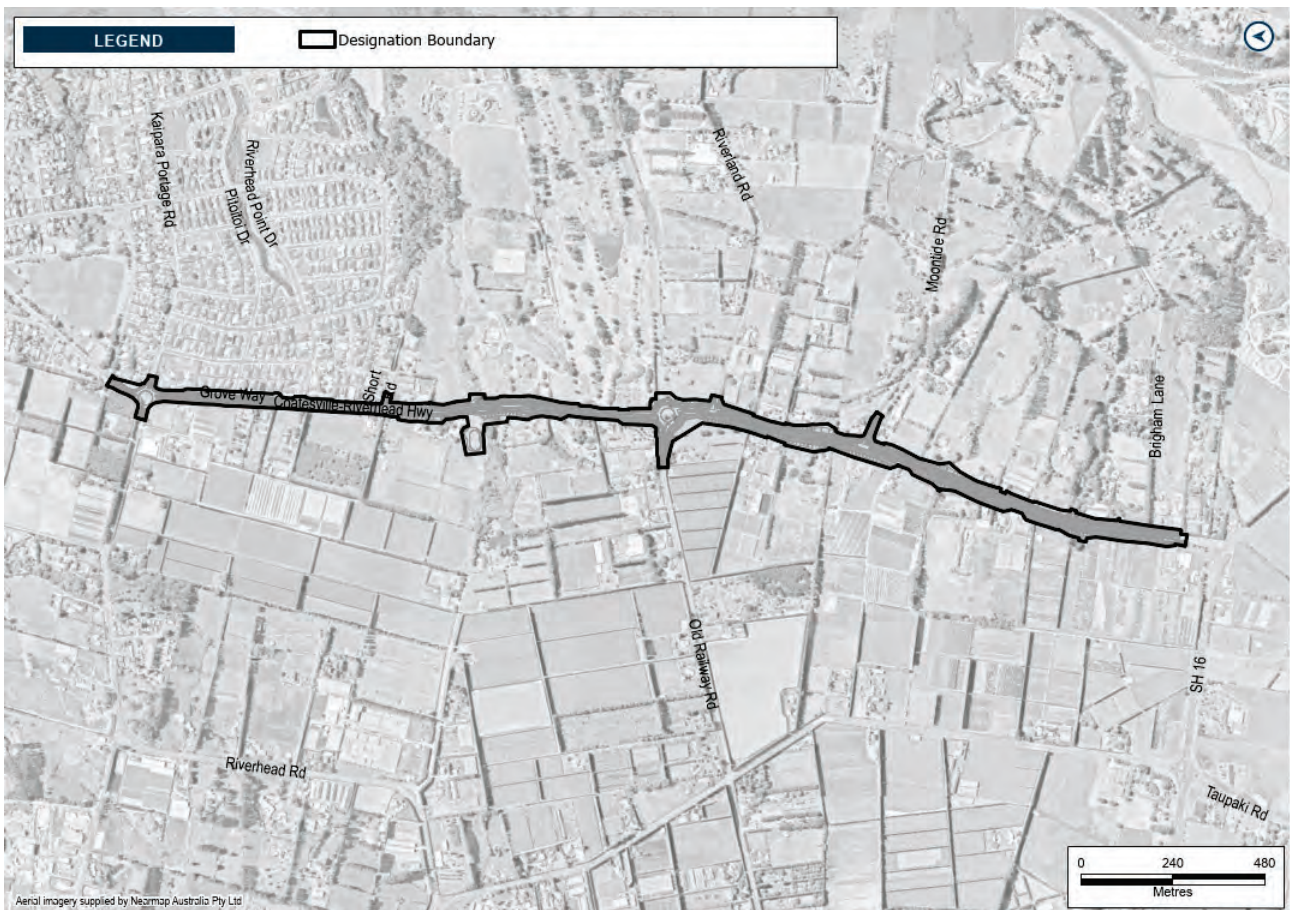 LEGEND
Designation Boundary
Kaipara Portage Rd
Riverhead Point Dr
Pitoitoi Dr
Riverland Rd
Moontide Rd
Short
Rd
Grove Way
Coatesville-Riverhead Hwy
Brigham Lane
Old Railway Rd
SH 16
Riverhead Rd
Taupaki Rd
0 240 480
Metres
Aerial imagery supplied by Nearmap Australia Pty Ltd